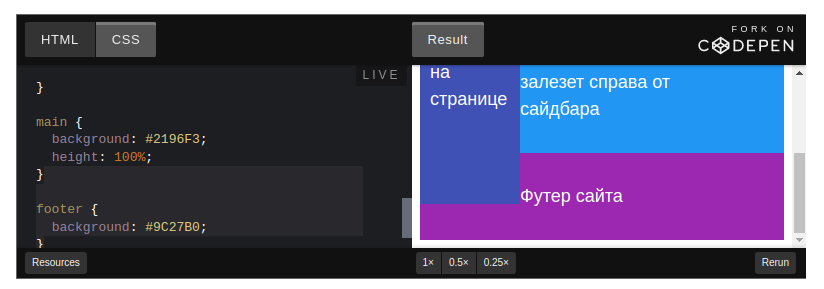 HTML
CSS
Result
FORK ON
CODEPEN
LIVE
}
main {
background: #2196F3;
height: 100%;
}
footer {
background: #9C27B0;
}
на
странице
залезет справа от
сайдбара
Футер сайта
Resources
1×
0.5×
0.25×
Rerun